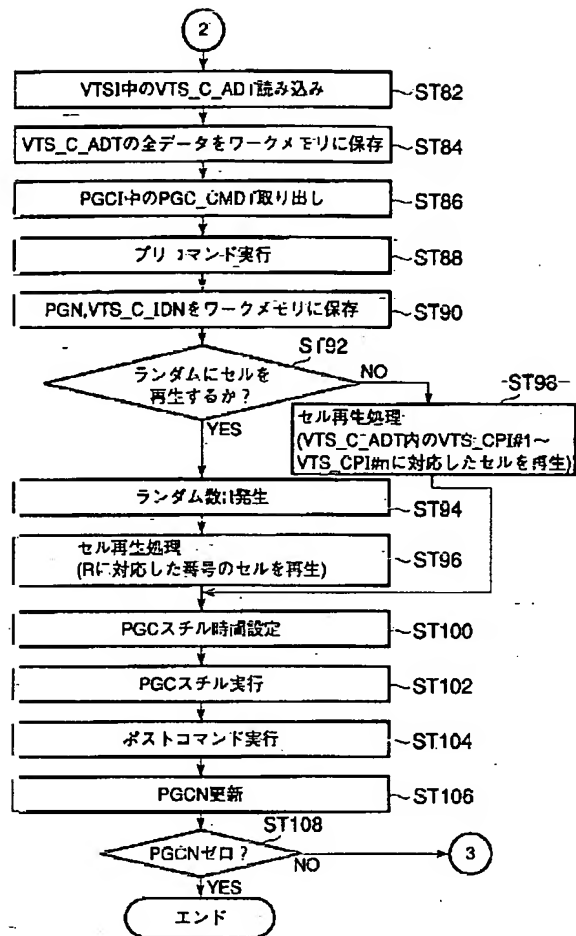 2
VTSI中のVTS_C_ADT読み込み
ST82
VTS_C_ADTの全データをワークメモリに保存
ST84
PGCI中のPGC_CMDT取り出し
ST86
プリコマンド実行
ST88
PGN,VTS_C_IDNをワークメモリに保存
ST90
ST92
ランダムにセルを
再生するか?
NO
YES
ST98
セル再生処理
(VTS_C_ADT内のVTS_CPI#1~
VTS_CPI#nに対応したセルを再生)
ランダム数 発生
ST94
セル再生処理
(Rに対応した番号のセルを再生)
ST96
PGCスチル時間設定
ST100
PGCスチル実行
ST102
ポストコマンド実行
ST104
PGCN更新
ST106
ST108
PGCNゼロ?
NO
3
YES
エンド